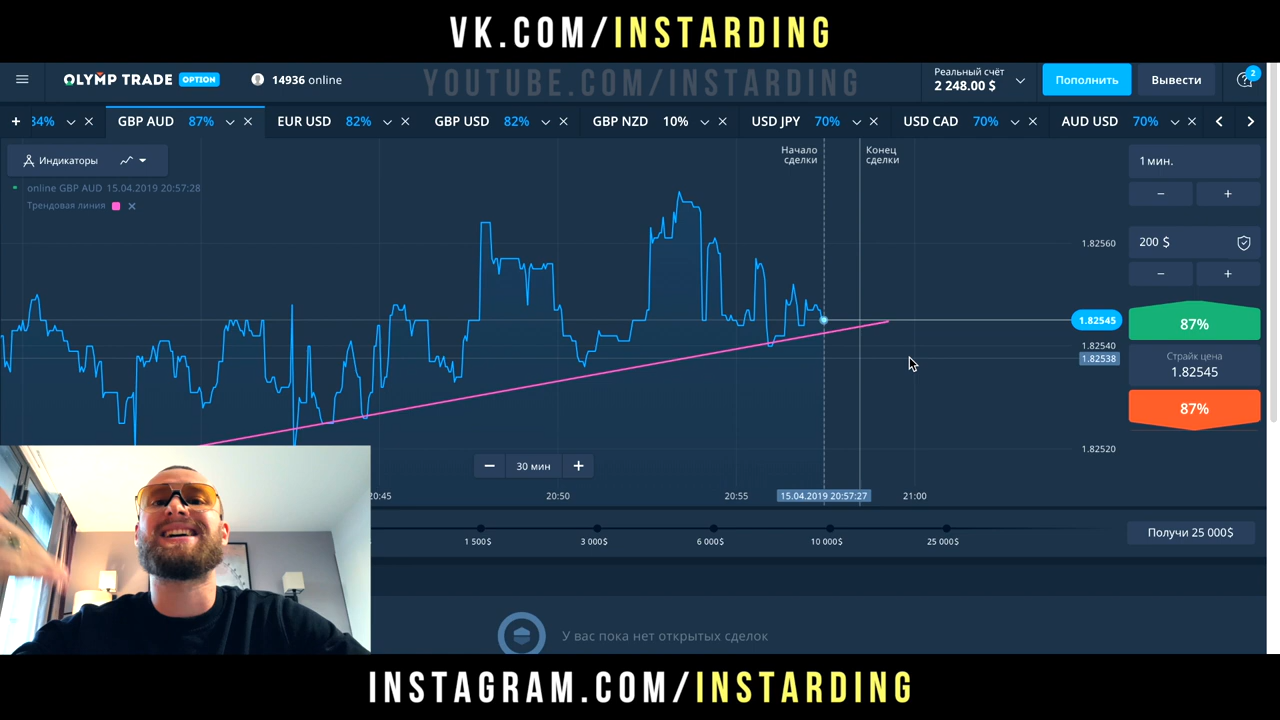 VK.COM/INSTARDING
OLYMP TRADE OPTION
14936 online
YOUTUBE.COM/INSTARDING
Реальный счёт
2 248.00 $
Пополнить
Вывести
2
+ 84%
GBP AUD 87%
EUR USD 82%
GBP USD 82%
GBP NZD 10%
USD JPY 70%
USD CAD 70%
AUD USD 70%
Индикаторы
online GBP AUD 15.04.2019 20:57:28
Трендовая линия
Начало
сделки
Конец
сделки
1 мин.
− +
200 $
− +
1.82560
1.82545
1.82540
1.82538
1.82520
87%
Страйк цена
1.82545
87%
− 30 мин +
20:45
20:50
20:55
15.04.2019 20:57:27
21:00
1 500$
3 000$
6 000$
10 000$
25 000$
Получи 25 000$
У вас пока нет открытых сделок
INSTAGRAM.COM/INSTARDING